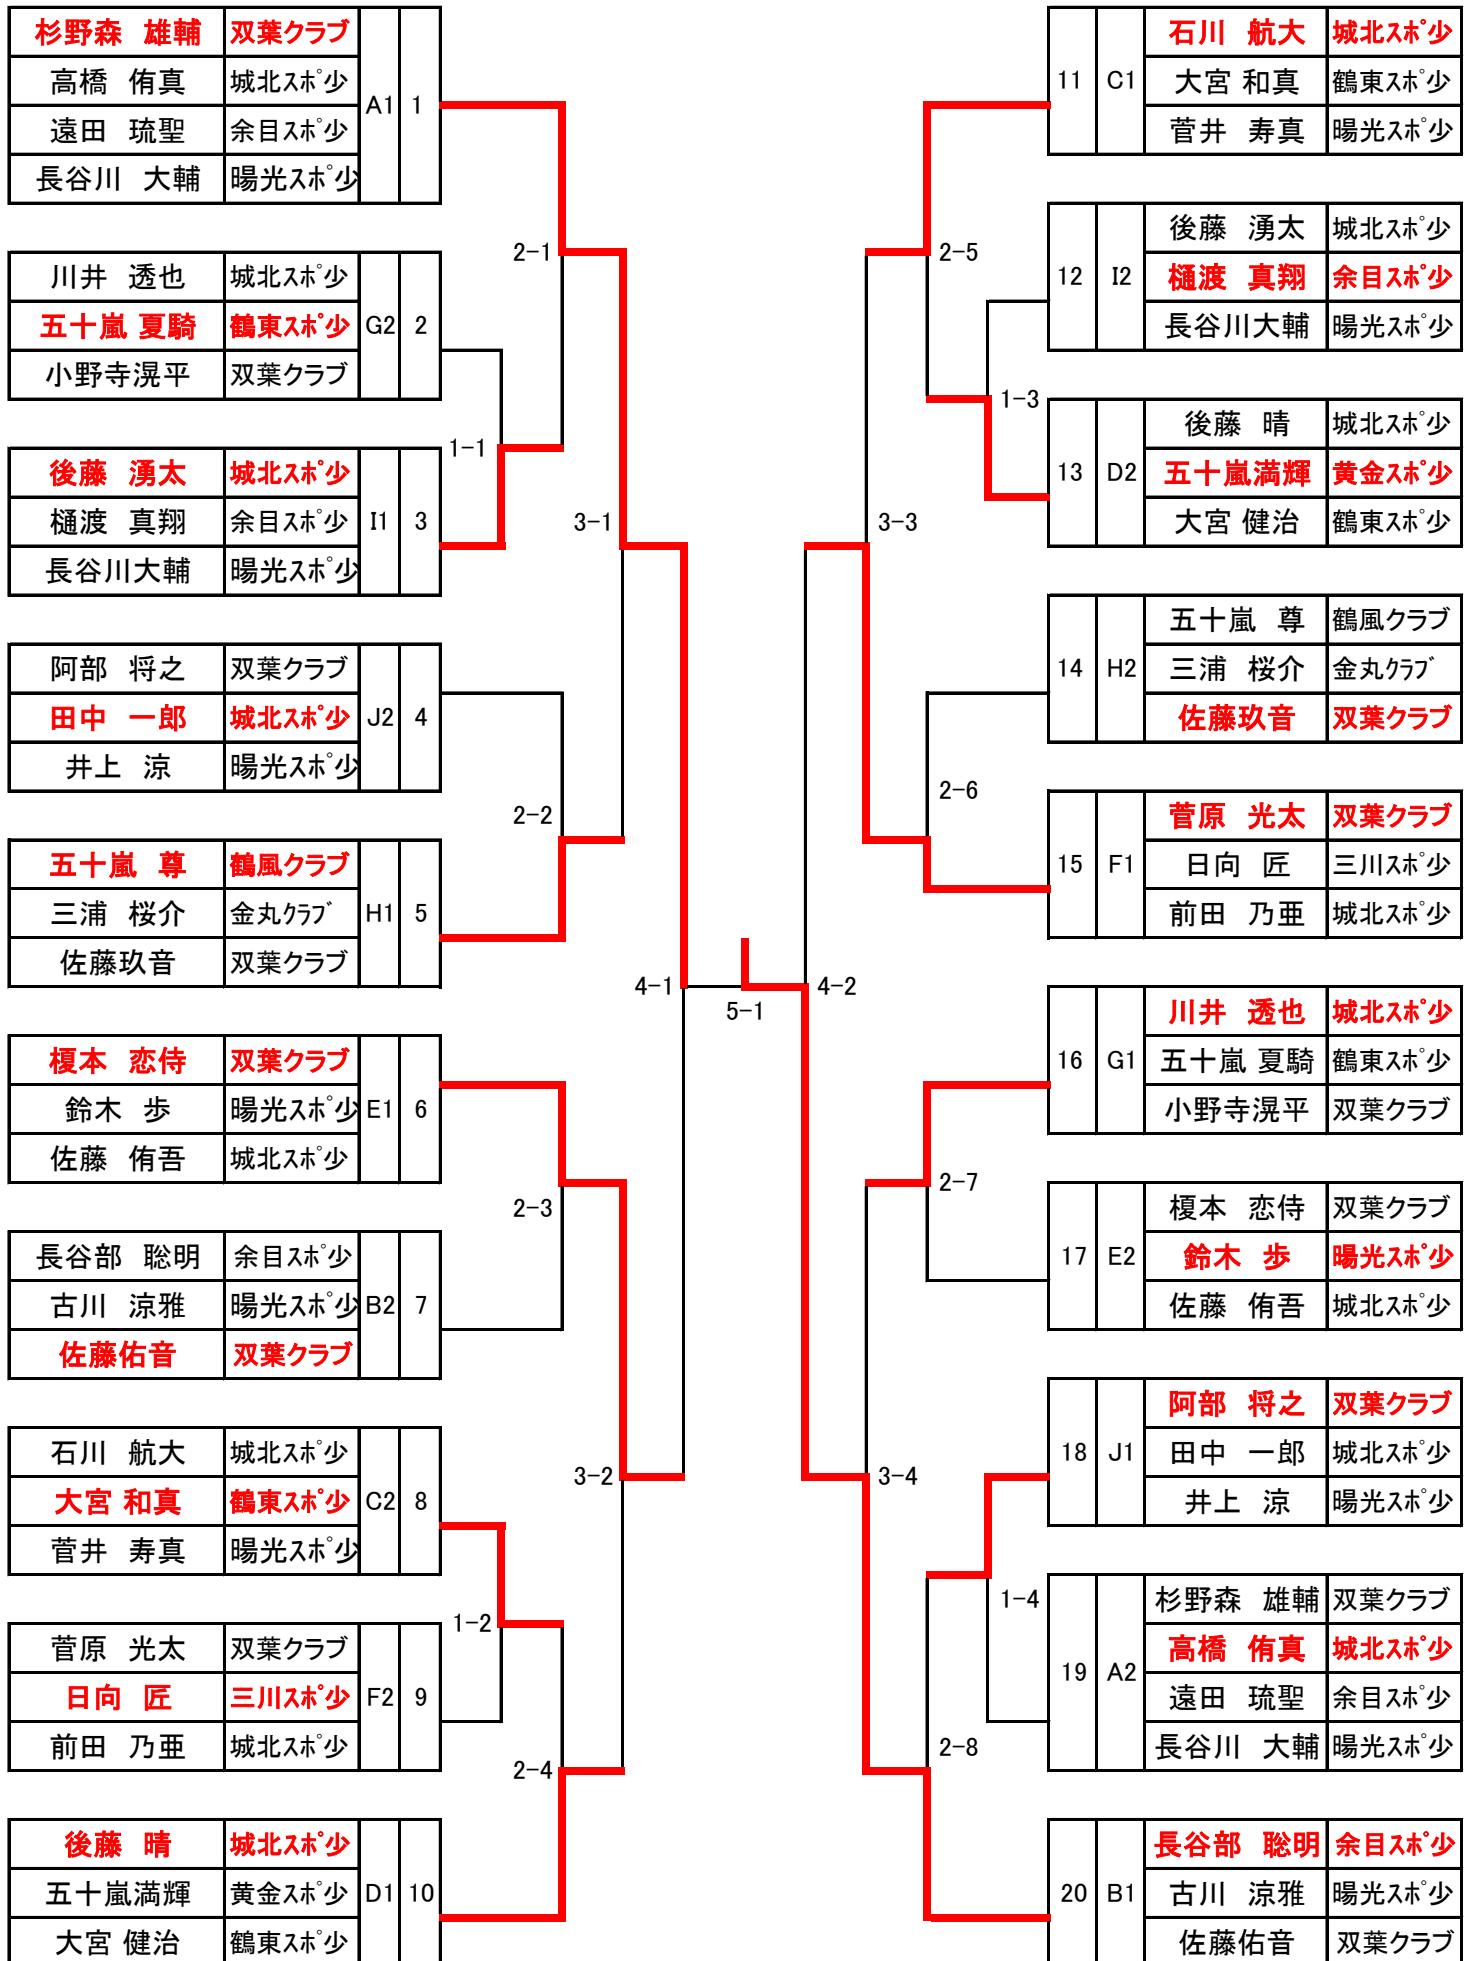 杉野森 雄輔 双葉クラブ
高橋 侑真 城北ｽﾎﾟ少
A1 1
遠田 琉聖 余目ｽﾎﾟ少
長谷川 大輔 暘光ｽﾎﾟ少
川井 透也 城北ｽﾎﾟ少
五十嵐 夏騎 鶴東ｽﾎﾟ少 G2 2
小野寺滉平 双葉クラブ
後藤 湧太 城北ｽﾎﾟ少
樋渡 真翔 余目ｽﾎﾟ少 I1 3
長谷川大輔 暘光ｽﾎﾟ少
阿部 将之 双葉クラブ
田中 一郎 城北ｽﾎﾟ少 J2 4
井上 涼 暘光ｽﾎﾟ少
五十嵐 尊 鶴風クラブ
三浦 桜介 金丸ｸﾗﾌﾞ H1 5
佐藤玖音 双葉クラブ
榎本 恋侍 双葉クラブ
鈴木 歩 暘光ｽﾎﾟ少 E1 6
佐藤 侑吾 城北ｽﾎﾟ少
長谷部 聡明 余目ｽﾎﾟ少
古川 涼雅 暘光ｽﾎﾟ少 B2 7
佐藤佑音 双葉クラブ
石川 航大 城北ｽﾎﾟ少
大宮 和真 鶴東ｽﾎﾟ少 C2 8
菅井 寿真 暘光ｽﾎﾟ少
菅原 光太 双葉クラブ
日向 匠 三川ｽﾎﾟ少 F2 9
前田 乃亜 城北ｽﾎﾟ少
後藤 晴 城北ｽﾎﾟ少
五十嵐満輝 黄金ｽﾎﾟ少 D1 10
大宮 健治 鶴東ｽﾎﾟ少
2-1
1-1
3-1
2-2
4-1
2-3
3-2
1-2
2-4
5-1
2-5
1-3
3-3
2-6
4-2
2-7
3-4
1-4
2-8
石川 航大 城北ｽﾎﾟ少
11 C1 大宮 和真 鶴東ｽﾎﾟ少
菅井 寿真 暘光ｽﾎﾟ少
後藤 湧太 城北ｽﾎﾟ少
12 I2 樋渡 真翔 余目ｽﾎﾟ少
長谷川大輔 暘光ｽﾎﾟ少
後藤 晴 城北ｽﾎﾟ少
13 D2 五十嵐満輝 黄金ｽﾎﾟ少
大宮 健治 鶴東ｽﾎﾟ少
五十嵐 尊 鶴風クラブ
14 H2 三浦 桜介 金丸ｸﾗﾌﾞ
佐藤玖音 双葉クラブ
菅原 光太 双葉クラブ
15 F1 日向 匠 三川ｽﾎﾟ少
前田 乃亜 城北ｽﾎﾟ少
川井 透也 城北ｽﾎﾟ少
16 G1 五十嵐 夏騎 鶴東ｽﾎﾟ少
小野寺滉平 双葉クラブ
榎本 恋侍 双葉クラブ
17 E2 鈴木 歩 暘光ｽﾎﾟ少
佐藤 侑吾 城北ｽﾎﾟ少
阿部 将之 双葉クラブ
18 J1 田中 一郎 城北ｽﾎﾟ少
井上 涼 暘光ｽﾎﾟ少
杉野森 雄輔 双葉クラブ
高橋 侑真 城北ｽﾎﾟ少
19 A2
遠田 琉聖 余目ｽﾎﾟ少
長谷川 大輔 暘光ｽﾎﾟ少
長谷部 聡明 余目ｽﾎﾟ少
20 B1 古川 涼雅 暘光ｽﾎﾟ少
佐藤佑音 双葉クラブ